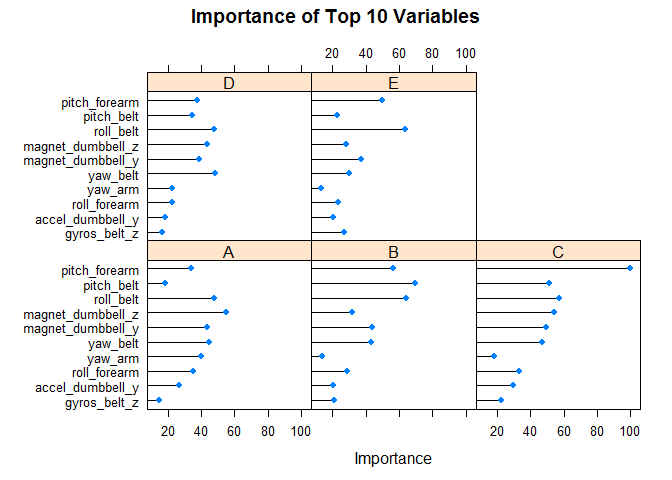 Importance of Top 10 Variables
20 40 60 80 100
D E
pitch_forearm
pitch_belt
roll_belt
magnet_dumbbell_z
magnet_dumbbell_y
yaw_belt
yaw_arm
roll_forearm
accel_dumbbell_y
gyros_belt_z
A B C
pitch_forearm
pitch_belt
roll_belt
magnet_dumbbell_z
magnet_dumbbell_y
yaw_belt
yaw_arm
roll_forearm
accel_dumbbell_y
gyros_belt_z
20 40 60 80 100 20 40 60 80 100
Importance